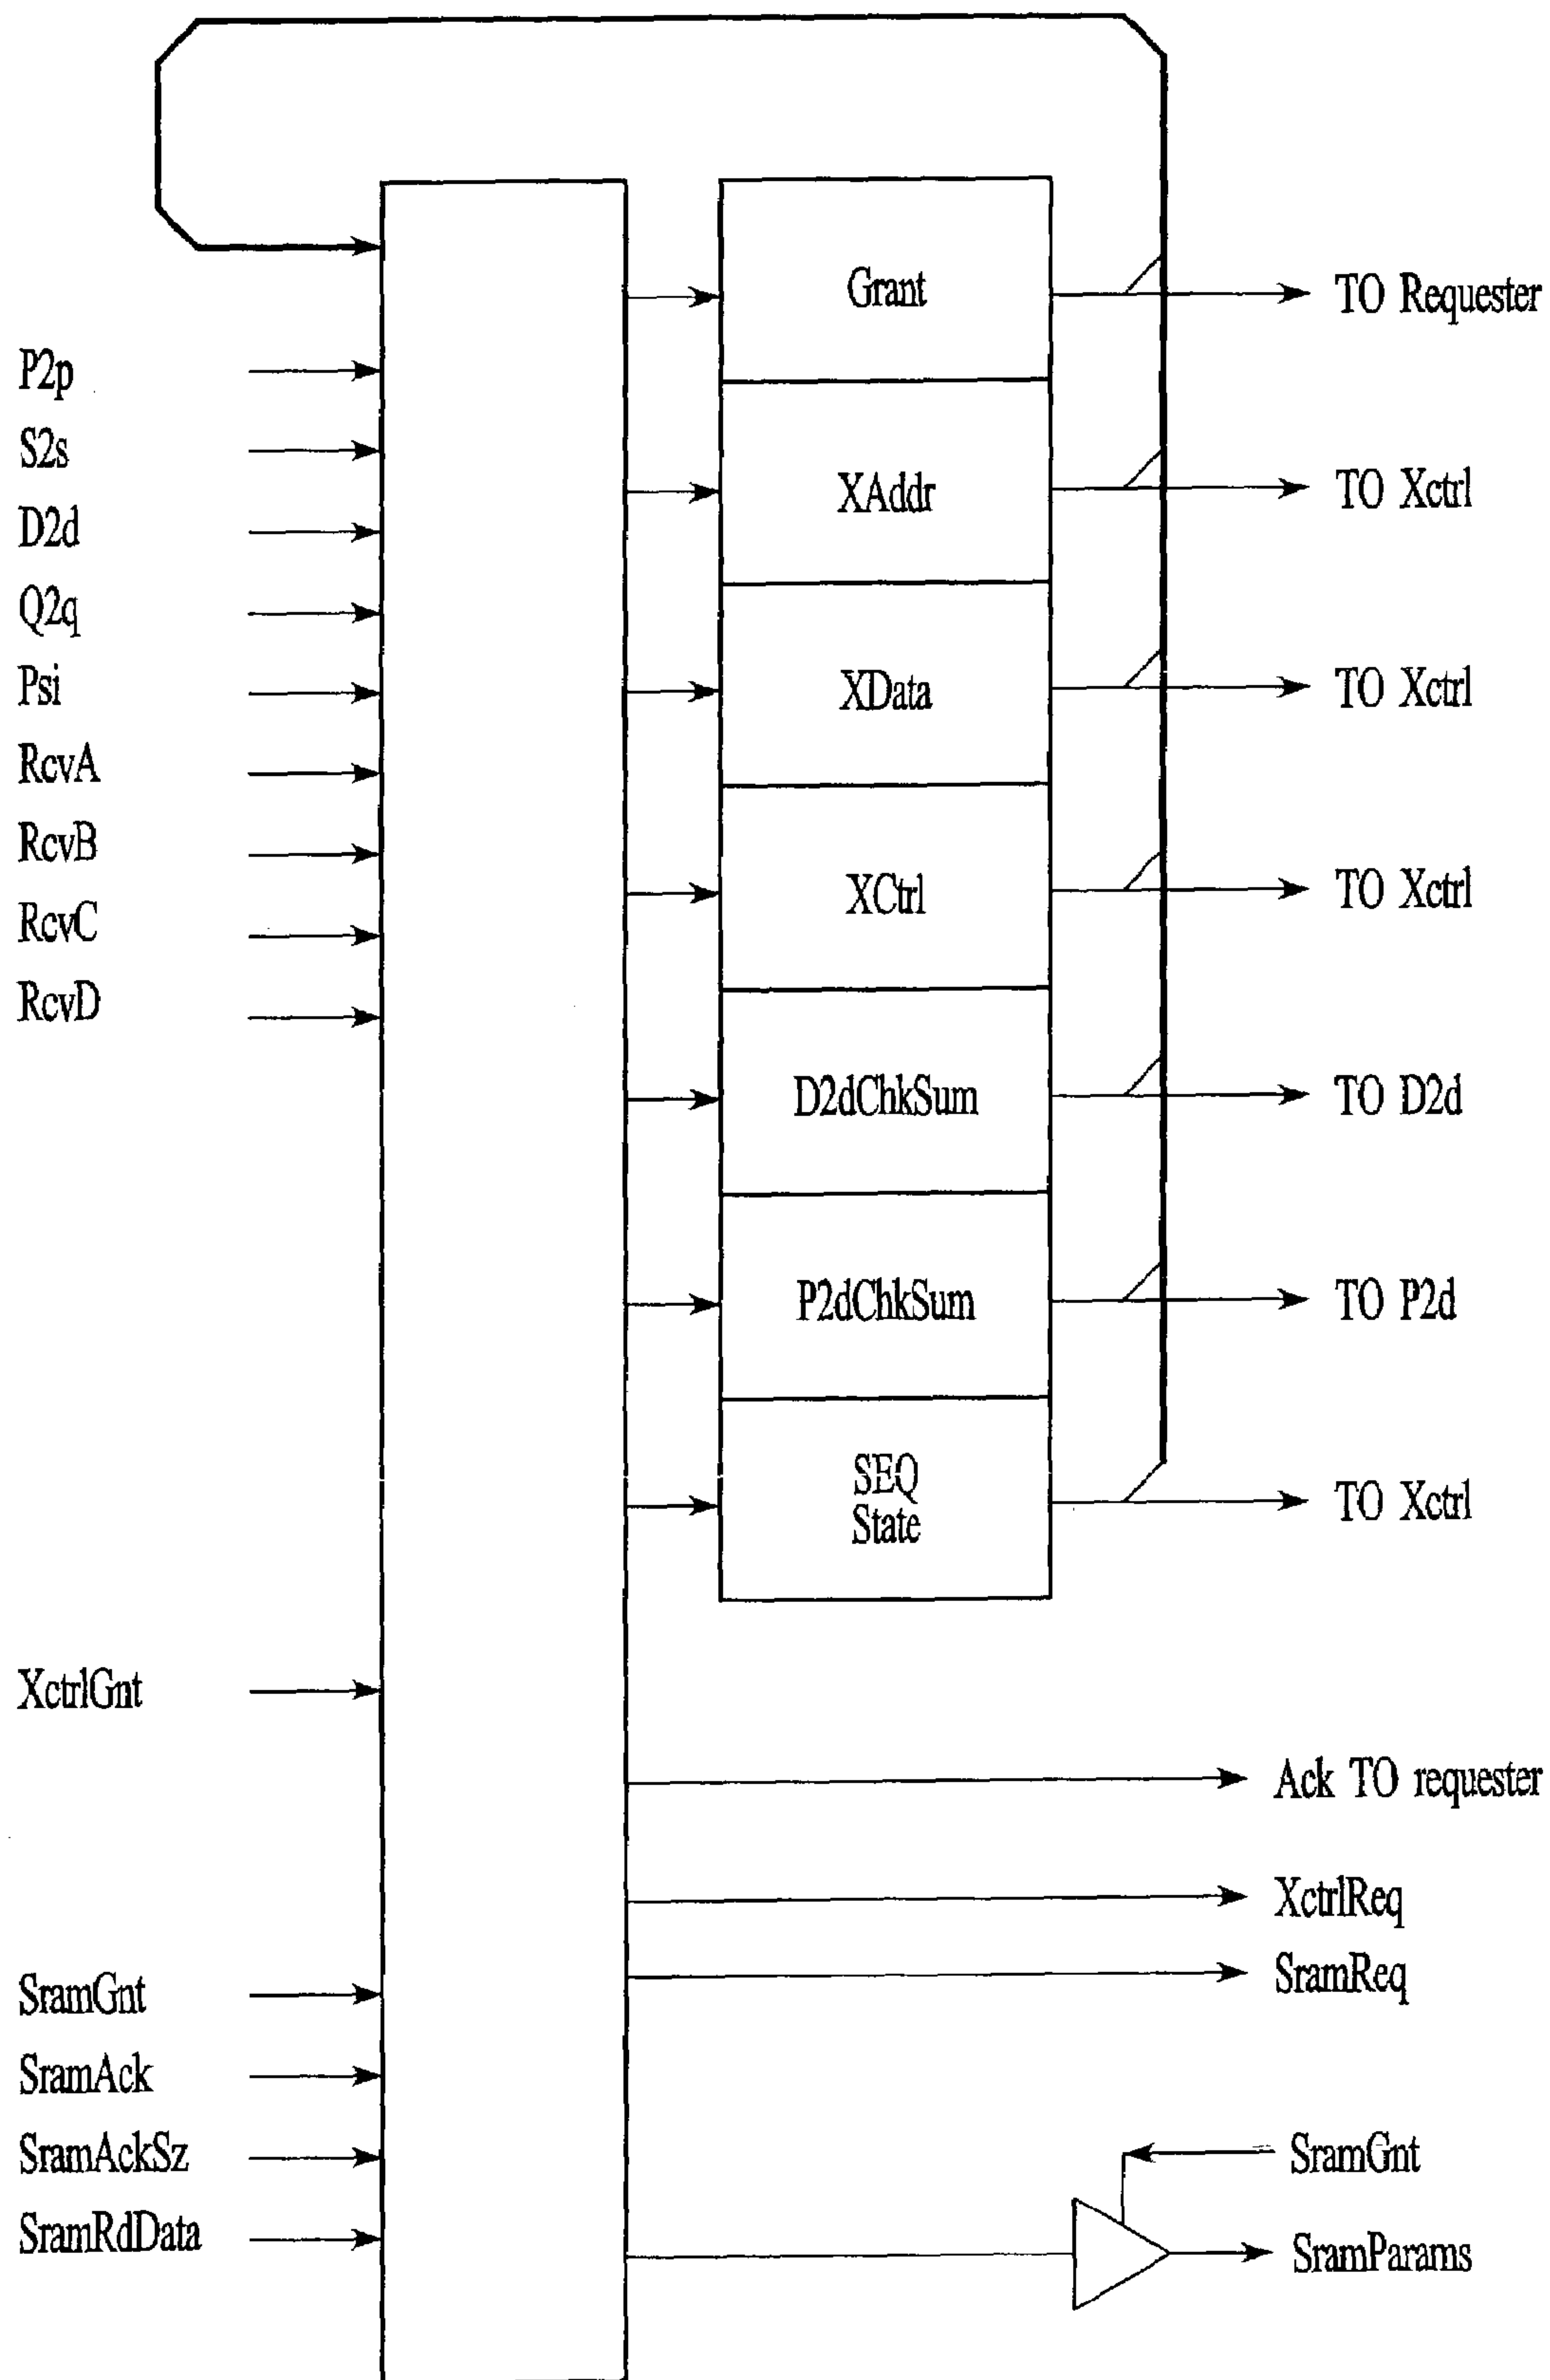 Grant
TO Requester
P2p
S2s
D2d
Q2q
Psi
RcvA
RcvB
RcvC
RcvD
XAddr
TO Xctrl
XData
TO Xctrl
XCtrl
TO Xctrl
D2dChkSum
TO D2d
P2dChkSum
TO P2d
SEQ
State
TO Xctrl
XctrlGnt
Ack TO requester
XctrlReq
SramReq
SramGnt
SramAck
SramAckSz
SramRdData
SramGnt
SramParams